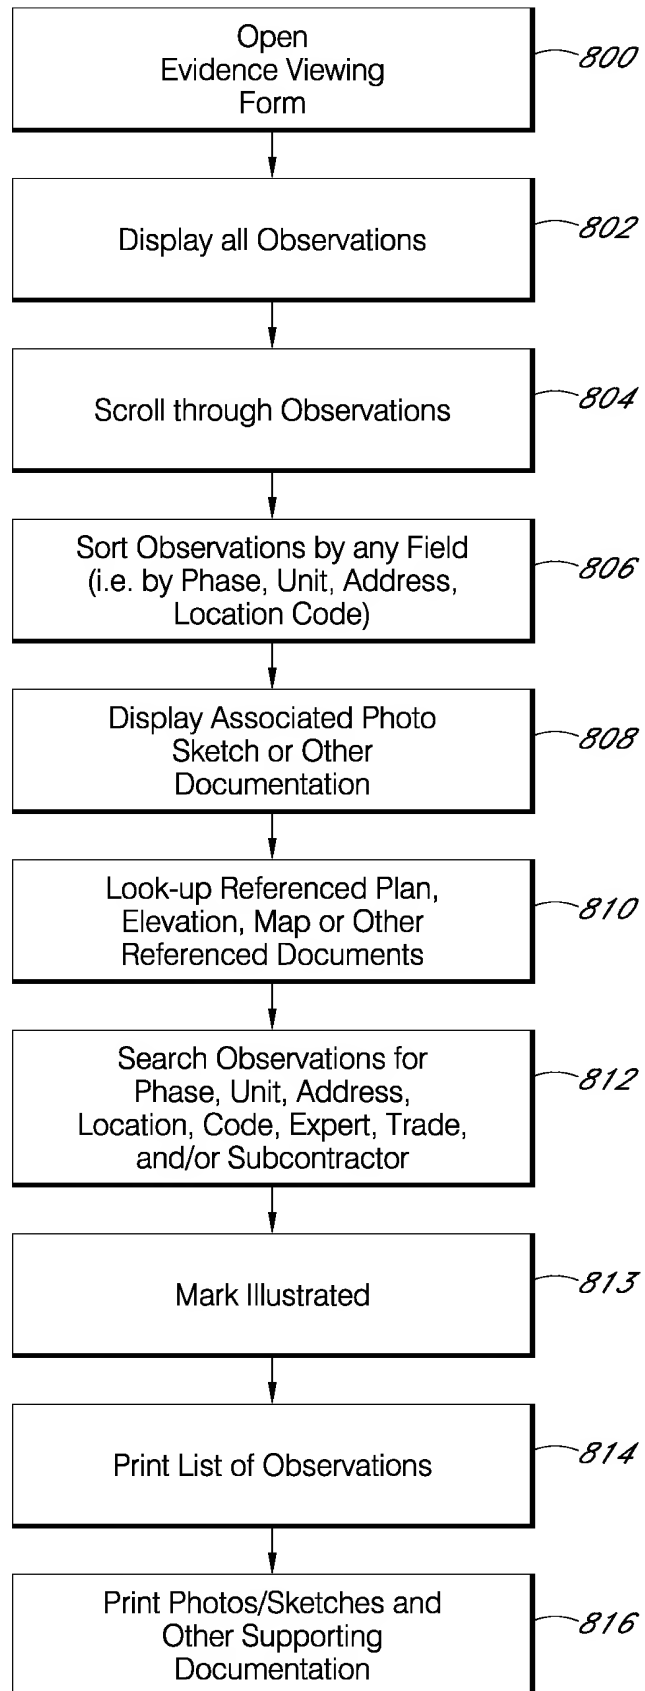 Open
Evidence Viewing
Form
800
Display all Observations
802
Scroll through Observations
804
Sort Observations by any Field
(i.e. by Phase, Unit, Address,
Location Code)
806
Display Associated Photo
Sketch or Other
Documentation
808
Look-up Referenced Plan,
Elevation, Map or Other
Referenced Documents
810
Search Observations for
Phase, Unit, Address,
Location, Code, Expert, Trade,
and/or Subcontractor
812
Mark Illustrated
813
Print List of Observations
814
Print Photos/Sketches and
Other Supporting
Documentation
816